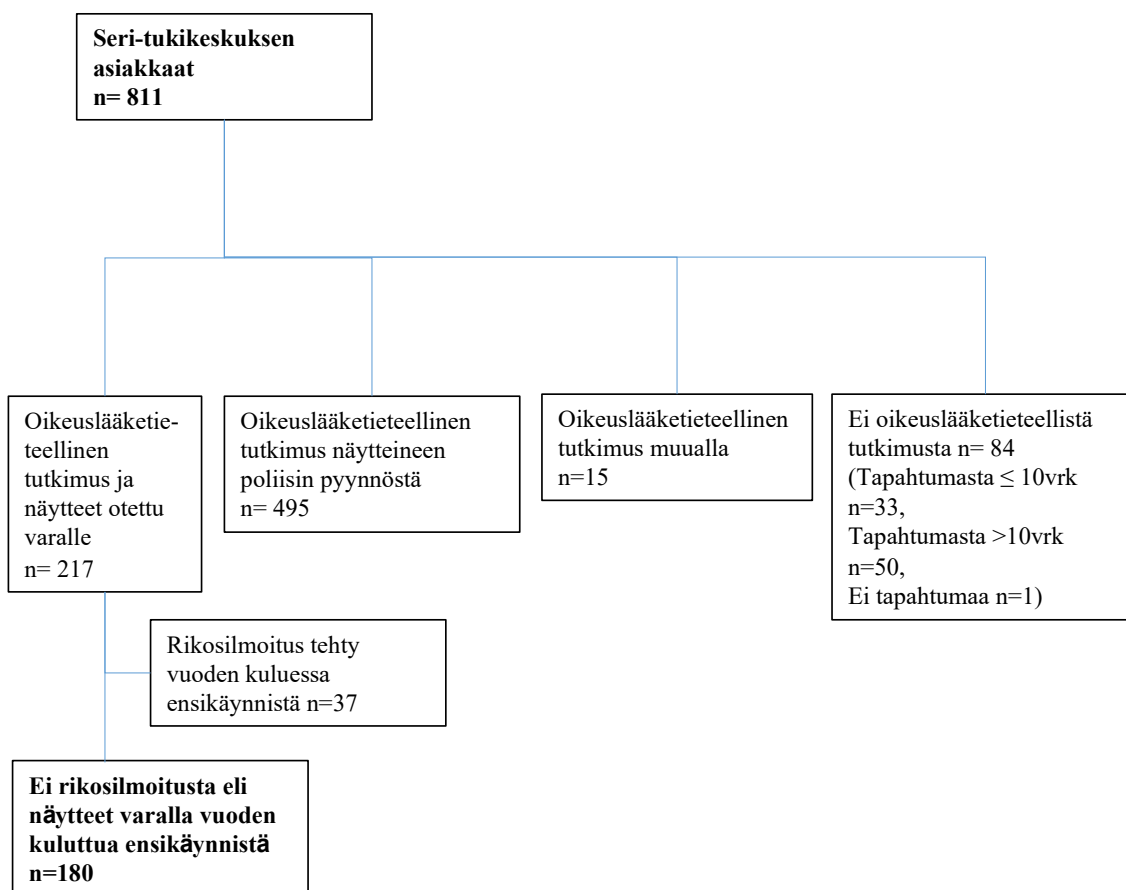 Seri-tukikeskuksen
asiakkaat
n= 811
Oikeuslääketie-
teellinen
tutkimus ja
näytteet otettu
varalle
n= 217
Oikeuslääketieteellinen
tutkimus näytteineen
poliisin pyynnöstä
n= 495
Oikeuslääketieteellinen
tutkimus muualla
n=15
Ei oikeuslääketieteellistä
tutkimusta n= 84
(Tapahtumasta ≤ 10vrk
n=33,
Tapahtumasta >10vrk
n=50,
Ei tapahtumaa n=1)
Rikosilmoitus tehty
vuoden kuluessa
ensikäynnistä n=37
Ei rikosilmoitusta eli
näytteet varalla vuoden
kuluttua ensikäynnistä
n=180